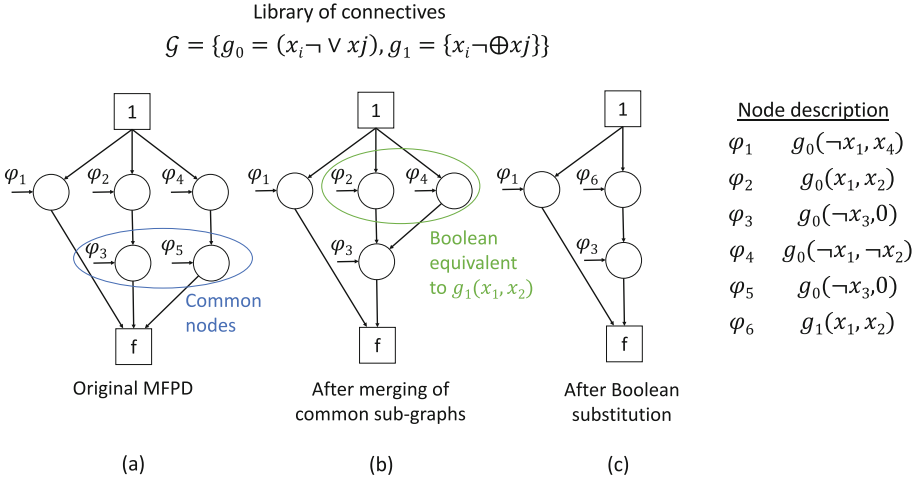 Library of connectives
𝒢 = {g₀ = (xᵢ¬ ∨ xj), g₁ = {xᵢ¬⊕xj}}
1
1
1
Node description
φ₁ g₀(¬x₁, x₄)
φ₂ g₀(x₁, x₂)
φ₃ g₀(¬x₃,0)
φ₄ g₀(¬x₁, ¬x₂)
φ₅ g₀(¬x₃,0)
φ₆ g₁(x₁, x₂)
φ₁ φ₂ φ₄
φ₁ φ₂ φ₄
φ₁ φ₆
φ₃ φ₅
φ₃
φ₃
Common
nodes
Boolean
equivalent
to g₁(x₁, x₂)
f
f
f
Original MFPD
After merging of
common sub-graphs
After Boolean
substitution
(a)
(b)
(c)